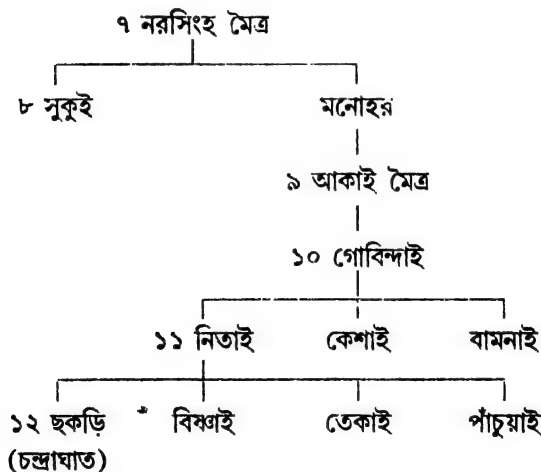 ৭ নরসিংহ মৈত্র
৮ সুকুই মনোহর
৯ আকাই মৈত্র
১০ গোবিন্দাই
১১ নিতাই কেশাই বামনাই
১২ ছকড়ি * বিষ্ণাই তেকাই পাঁচুয়াই
(চন্দ্রাঘাত)